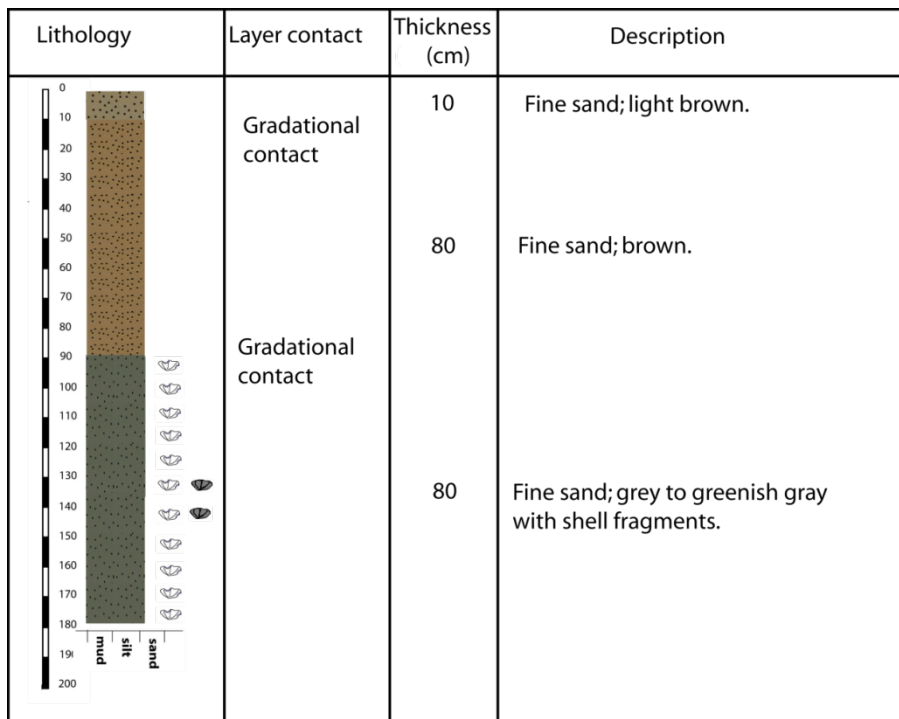 Lithology
Layer contact
Thickness
(cm)
Description
0
10
20
30
40
50
60
70
80
90
100
110
120
130
140
150
160
170
180
19
200
mud
silt
sand
Gradational
contact
10
Fine sand; light brown.
80
Fine sand; brown.
Gradational
contact
80
Fine sand; grey to greenish gray
with shell fragments.